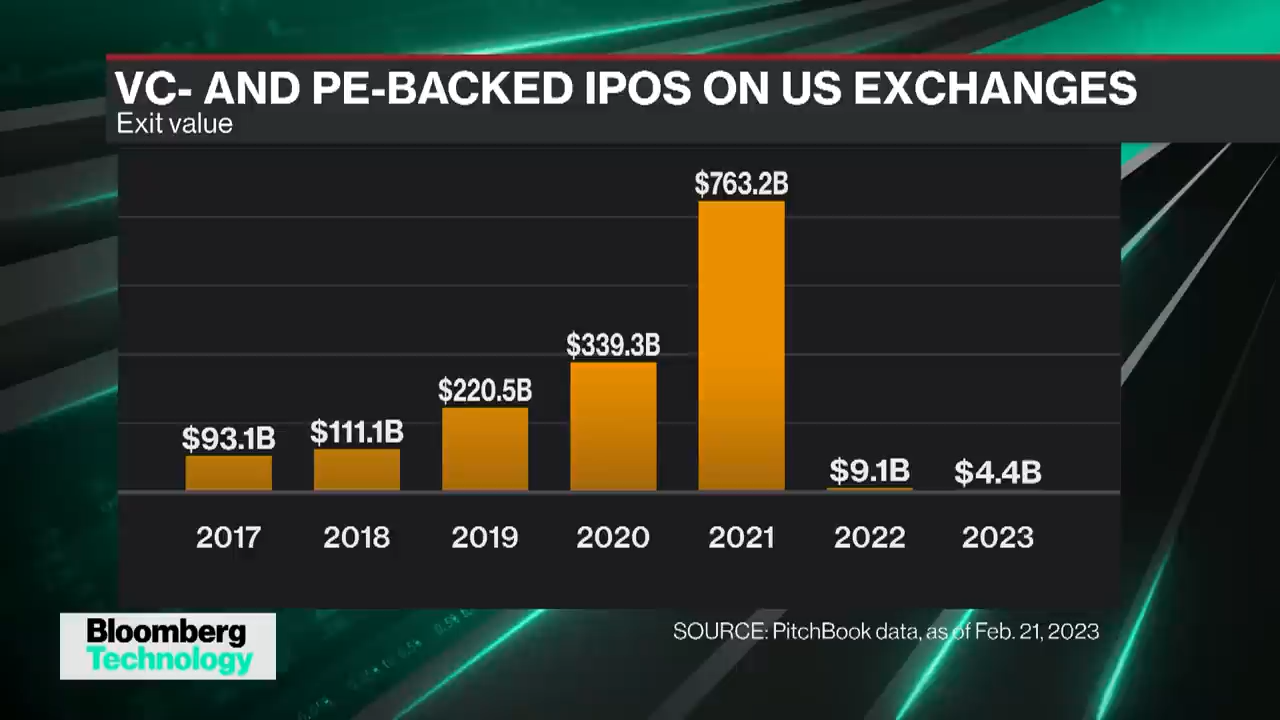 VC- AND PE-BACKED IPOS ON US EXCHANGES
Exit value
$763.2B
$339.3B
$220.5B
$93.1B
$111.1B
$9.1B
$4.4B
2017
2018
2019
2020
2021
2022
2023
Bloomberg
Technology
SOURCE: PitchBook data, as of Feb. 21, 2023